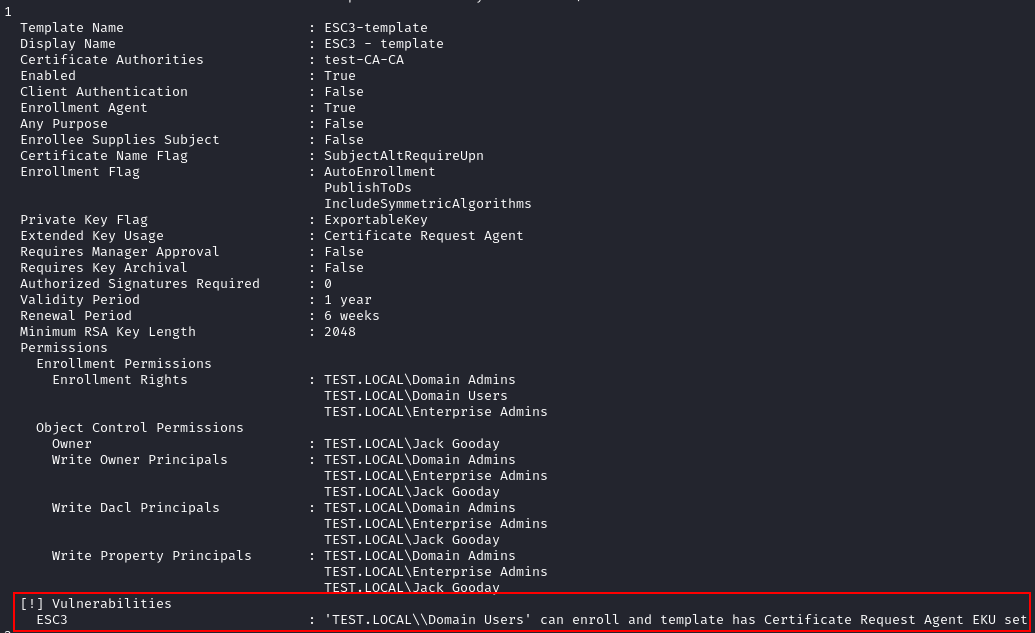 1
Template Name : ESC3-template
Display Name : ESC3 - template
Certificate Authorities : test-CA-CA
Enabled : True
Client Authentication : False
Enrollment Agent : True
Any Purpose : False
Enrollee Supplies Subject : False
Certificate Name Flag : SubjectAltRequireUpn
Enrollment Flag : AutoEnrollment
PublishToDs
IncludeSymmetricAlgorithms
Private Key Flag : ExportableKey
Extended Key Usage : Certificate Request Agent
Requires Manager Approval : False
Requires Key Archival : False
Authorized Signatures Required : 0
Validity Period : 1 year
Renewal Period : 6 weeks
Minimum RSA Key Length : 2048
Permissions
Enrollment Permissions
Enrollment Rights : TEST.LOCAL\Domain Admins
TEST.LOCAL\Domain Users
TEST.LOCAL\Enterprise Admins
Object Control Permissions
Owner : TEST.LOCAL\Jack Gooday
Write Owner Principals : TEST.LOCAL\Domain Admins
TEST.LOCAL\Enterprise Admins
TEST.LOCAL\Jack Gooday
Write Dacl Principals : TEST.LOCAL\Domain Admins
TEST.LOCAL\Enterprise Admins
TEST.LOCAL\Jack Gooday
Write Property Principals : TEST.LOCAL\Domain Admins
TEST.LOCAL\Enterprise Admins
TEST.LOCAL\Jack Gooday
[!] Vulnerabilities
ESC3 : 'TEST.LOCAL\\Domain Users' can enroll and template has Certificate Request Agent EKU set